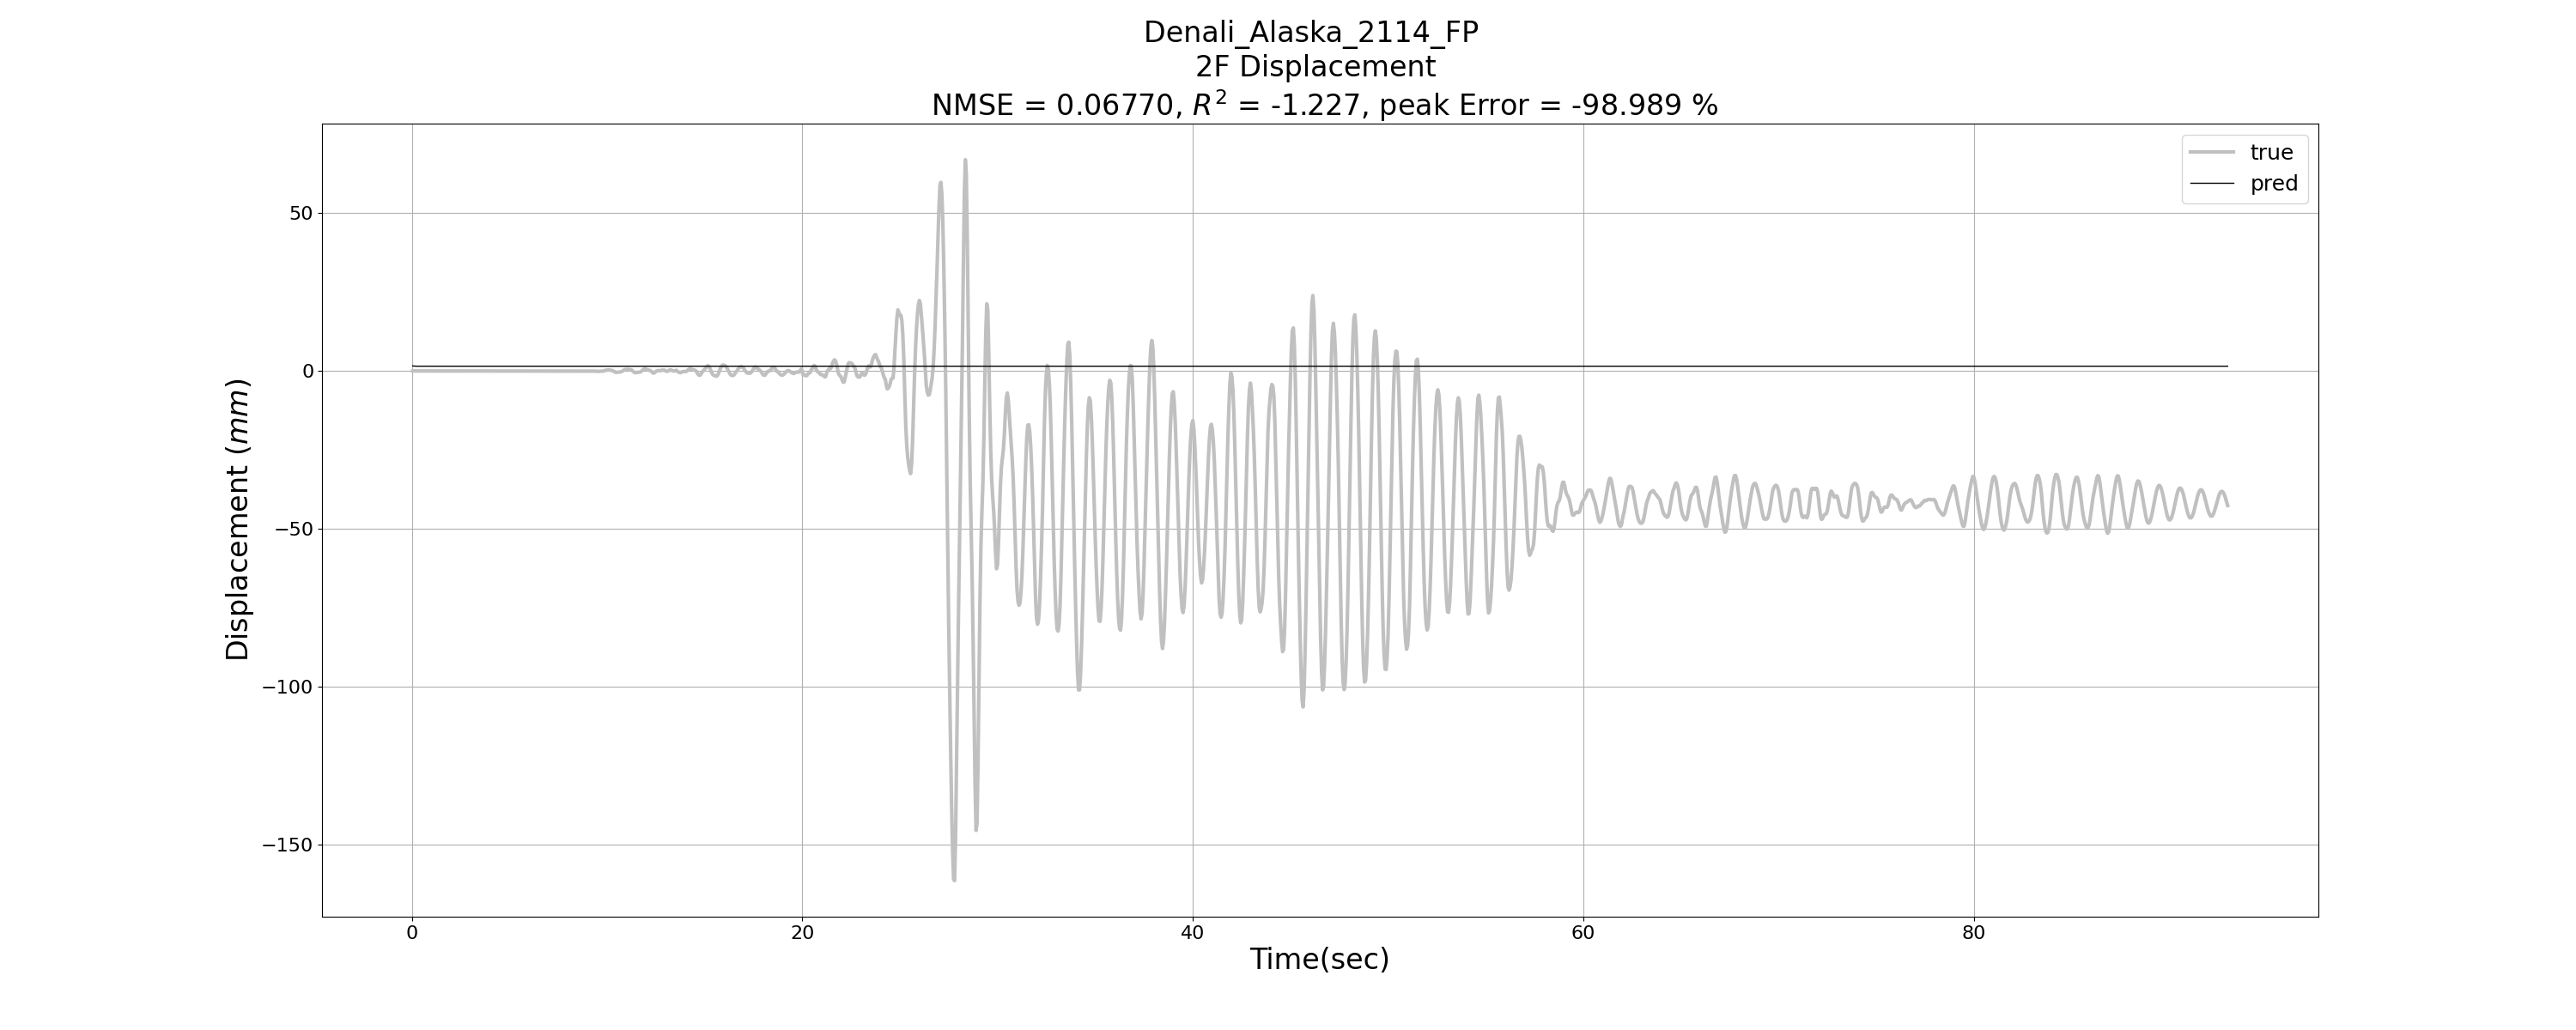 Denali_Alaska_2114_FP
2F Displacement
NMSE = 0.06770, R² = -1.227, peak Error = -98.989 %
true
pred
50
0
−50
−100
−150
Displacement (mm)
0 20 40 60 80
Time(sec)